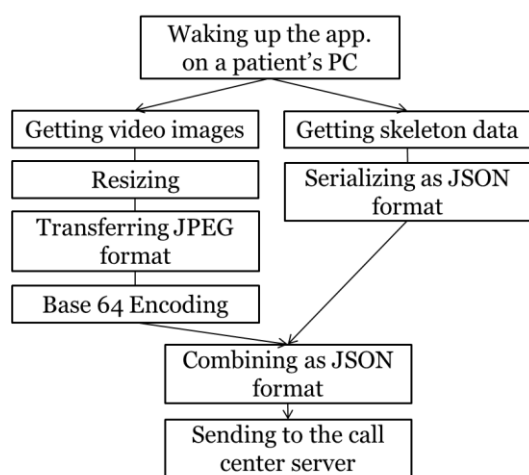 Waking up the app.
on a patient's PC
Getting video images
Getting skeleton data
Resizing
Serializing as JSON
format
Transferring JPEG
format
Base 64 Encoding
Combining as JSON
format
Sending to the call
center server